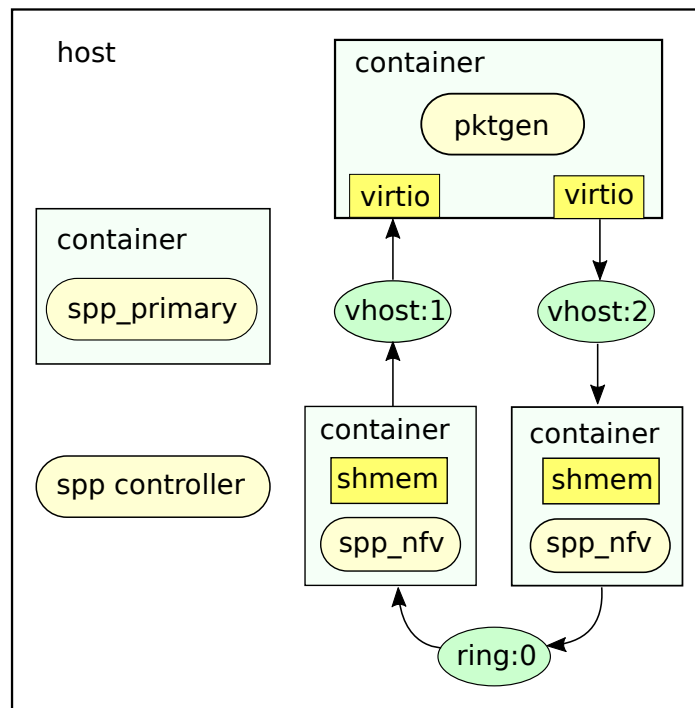 host
container
pktgen
virtio
virtio
container
spp_primary
vhost:1
vhost:2
container
shmem
spp_nfv
container
shmem
spp_nfv
spp controller
ring:0